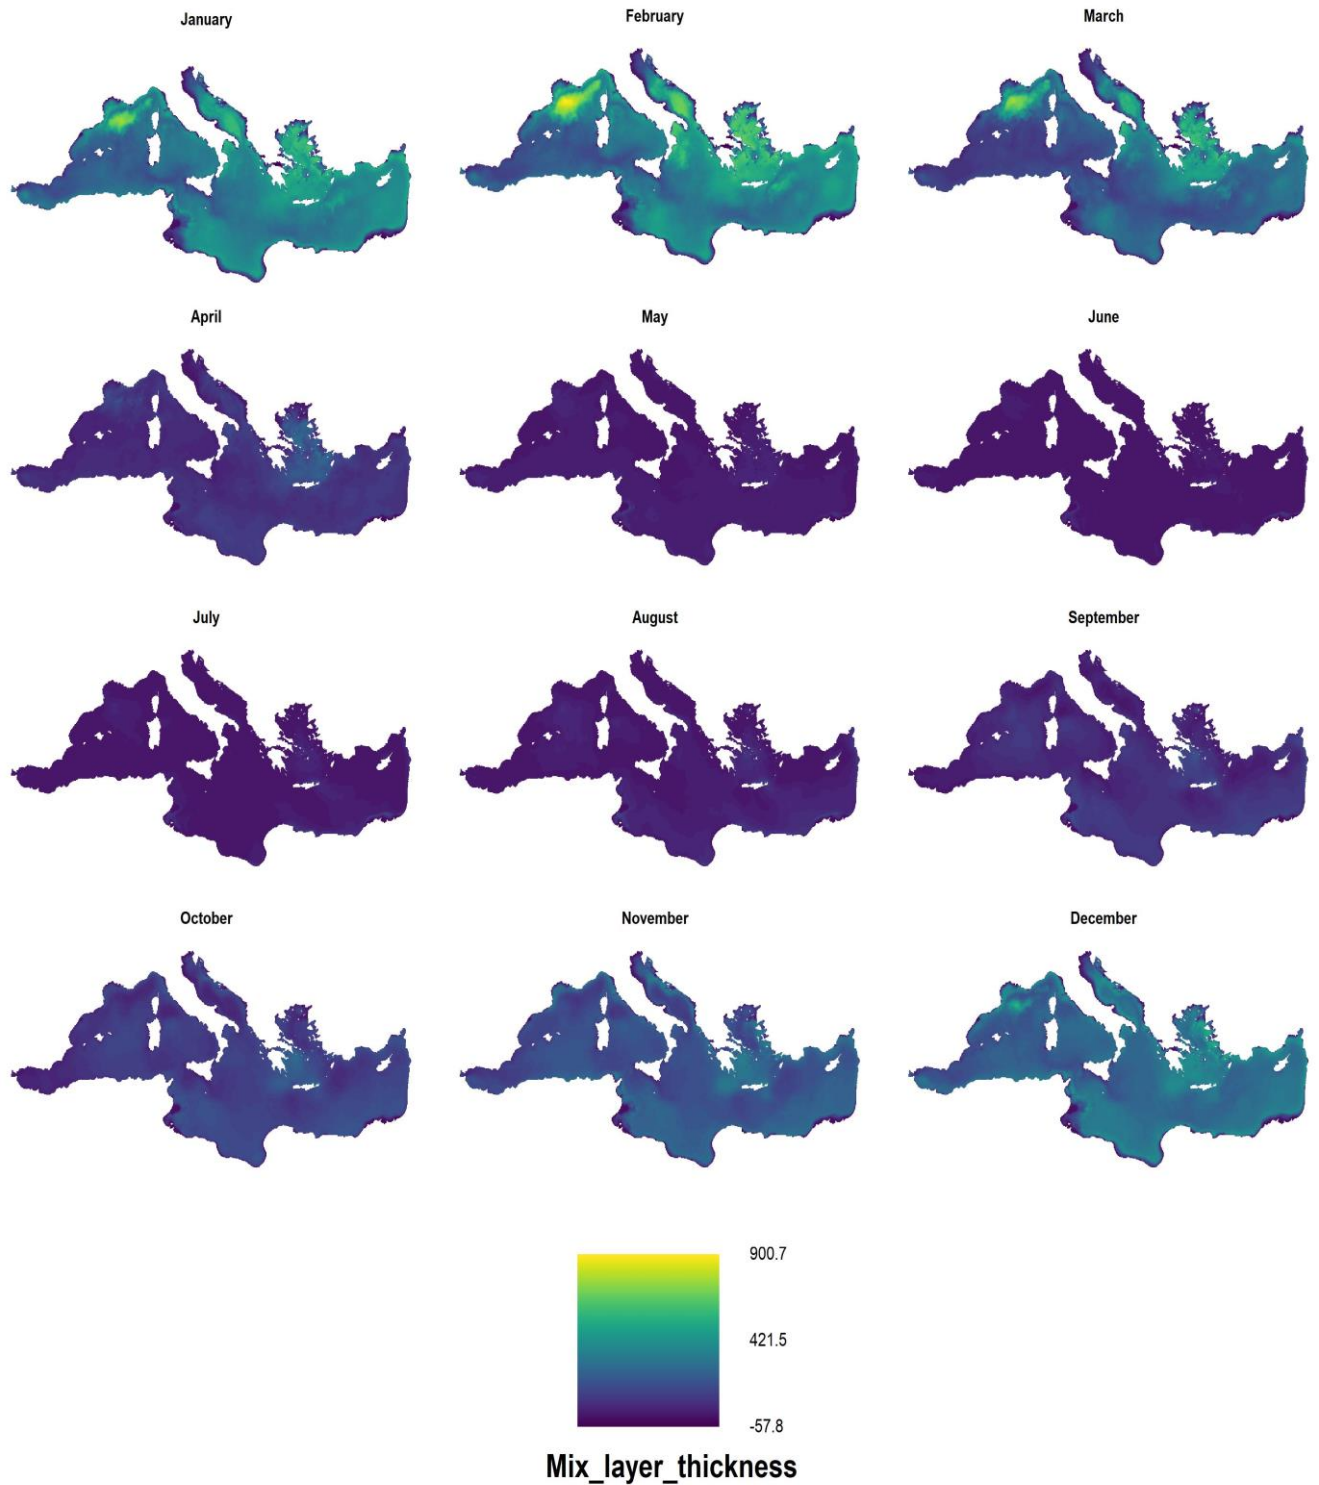 January
February
March
April
May
June
July
August
September
October
November
December
900.7
421.5
-57.8
Mix_layer_thickness